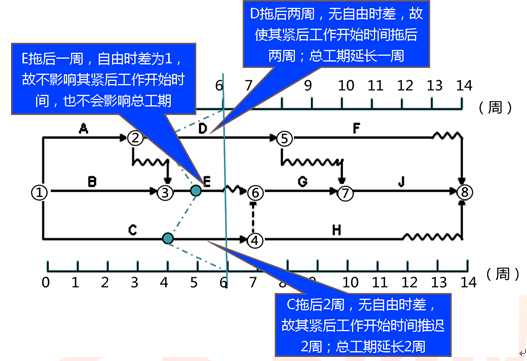 D拖后两周，无自由时差，故
使其紧后工作开始时间拖后
两周；总工期延长一周
E拖后一周，自由时差为1，
故不影响其紧后工作开始时
间，也不会影响总工期
6 7 8 9 10 11 12 13 14 （周）
A ② D ⑤ F
① B ③ E ⑥ G ⑦ J ⑧
C ④ H
0 1 2 3 4 5 6 7 8 9 10 11 12 13 14 （周）
C拖后2周，无自由时差，
故其紧后工作开始时间推迟
2周；总工期延长2周